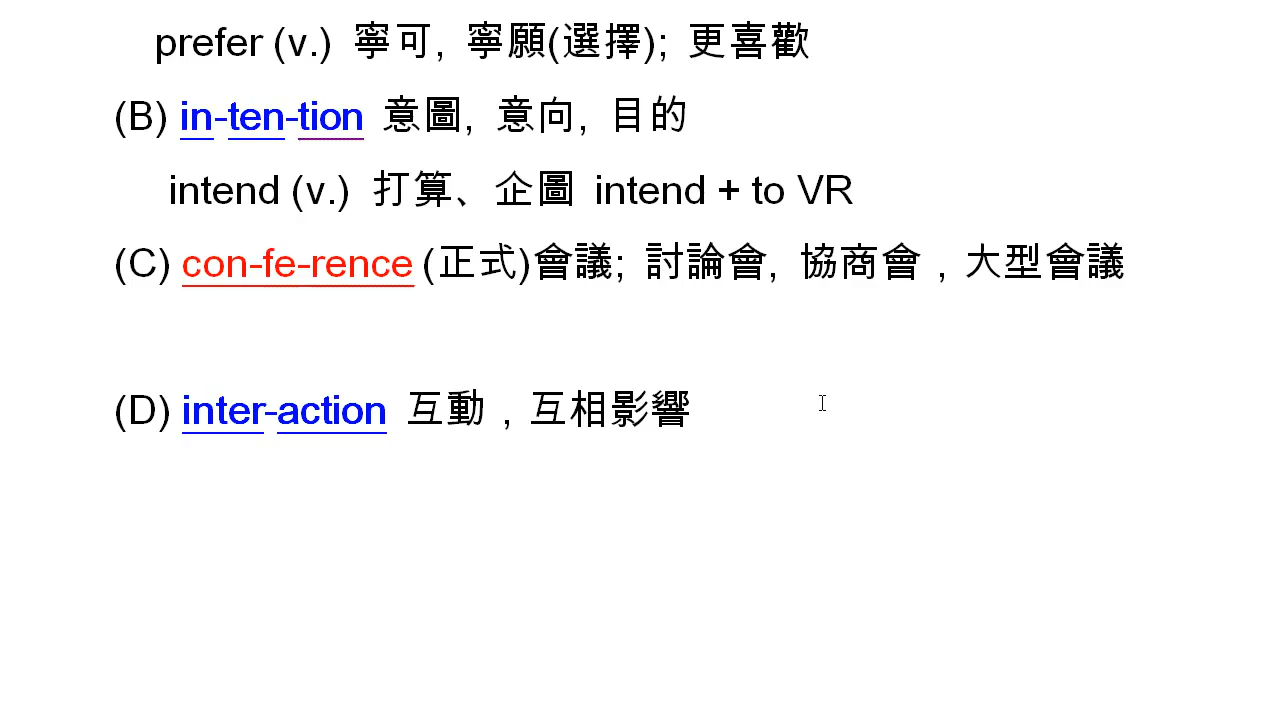 prefer (v.) 寧可, 寧願(選擇); 更喜歡
(B) in-ten-tion 意圖, 意向, 目的
intend (v.) 打算、企圖 intend + to VR
(C) con-fe-rence (正式)會議; 討論會, 協商會，大型會議
(D) inter-action 互動，互相影響